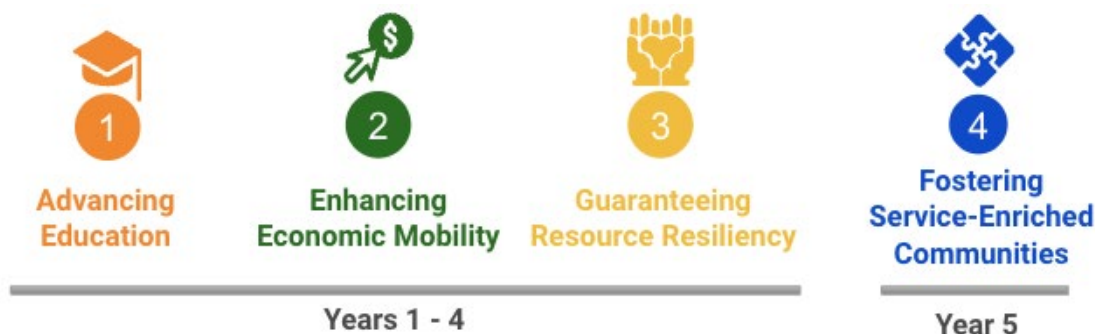 $
1
2
3
4
Advancing
Education
Enhancing
Economic Mobility
Guaranteeing
Resource Resiliency
Fostering
Service-Enriched
Communities
Years 1 - 4
Year 5